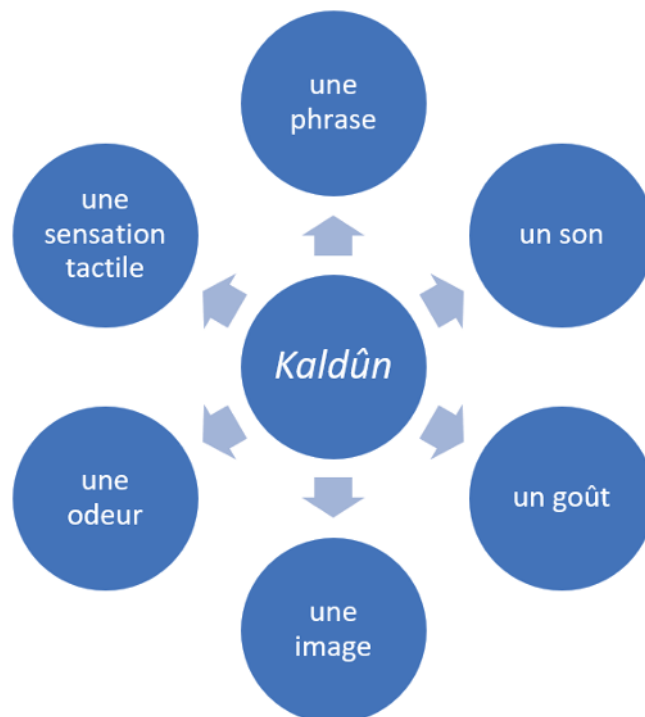 une
phrase
un son
un goût
une
image
une
odeur
une
sensation
tactile
Kaldûn